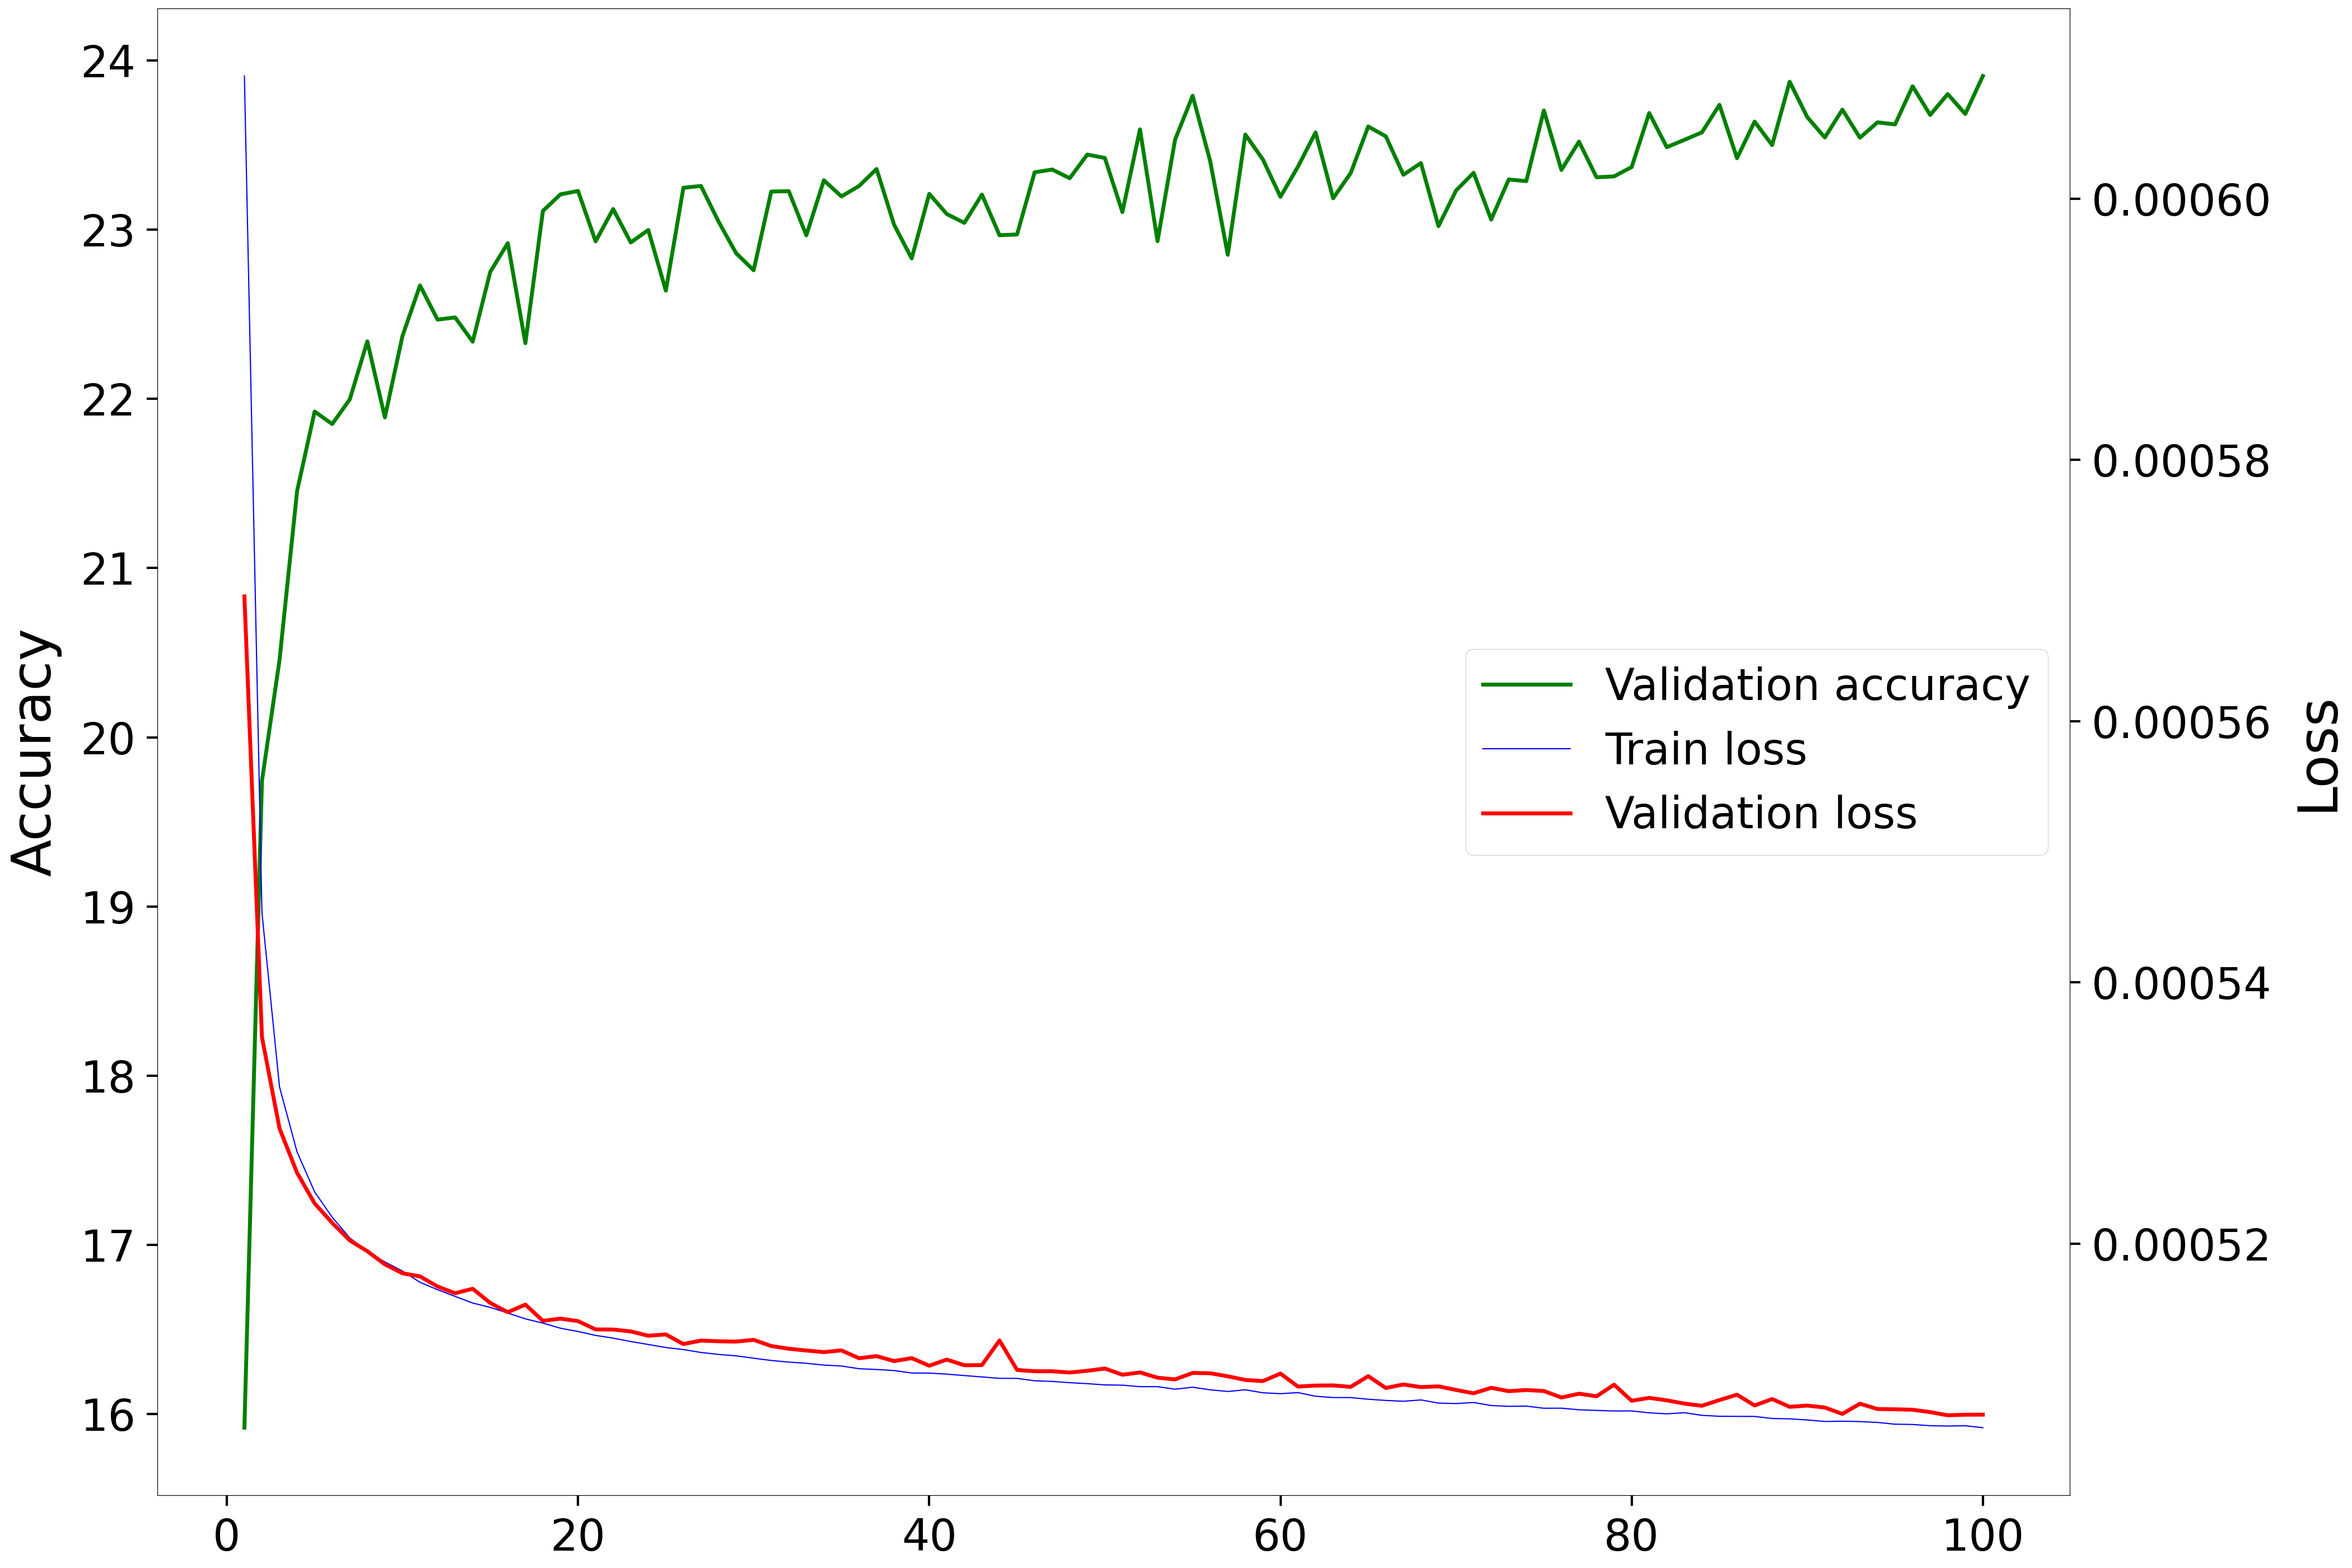 24
23
22
21
20
19
18
17
16
Accuracy
0.00060
0.00058
0.00056
0.00054
0.00052
Loss
Validation accuracy
Train loss
Validation loss
0 20 40 60 80 100